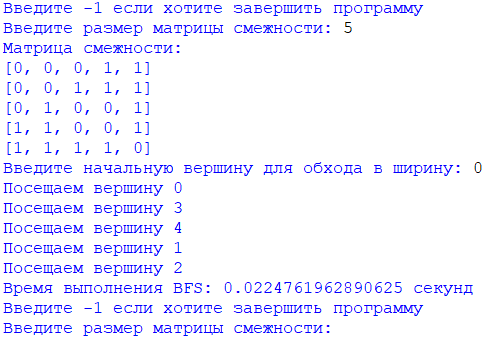 Введите -1 если хотите завершить программу
Введите размер матрицы смежности: 5
Матрица смежности:
[0, 0, 0, 1, 1]
[0, 0, 1, 1, 1]
[0, 1, 0, 0, 1]
[1, 1, 0, 0, 1]
[1, 1, 1, 1, 0]
Введите начальную вершину для обхода в ширину: 0
Посещаем вершину 0
Посещаем вершину 3
Посещаем вершину 4
Посещаем вершину 1
Посещаем вершину 2
Время выполнения BFS: 0.0224761962890625 секунд
Введите -1 если хотите завершить программу
Введите размер матрицы смежности: